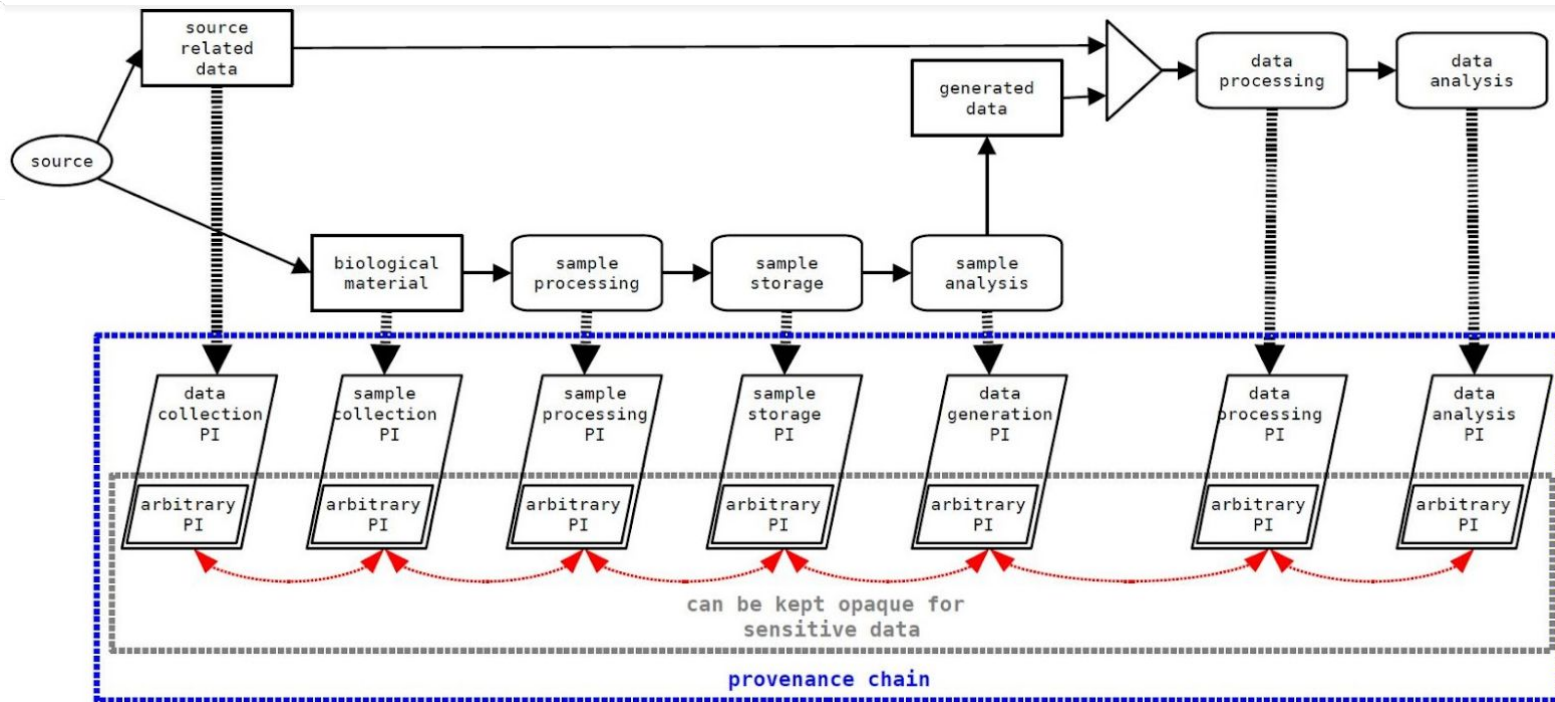 source
related
data
source
generated
data
data
processing
data
analysis
biological
material
sample
processing
sample
storage
sample
analysis
data
collection
PI
sample
collection
PI
sample
processing
PI
sample
storage
PI
data
generation
PI
data
processing
PI
data
analysis
PI
arbitrary
PI
arbitrary
PI
arbitrary
PI
arbitrary
PI
arbitrary
PI
arbitrary
PI
arbitrary
PI
can be kept opaque for
sensitive data
provenance chain